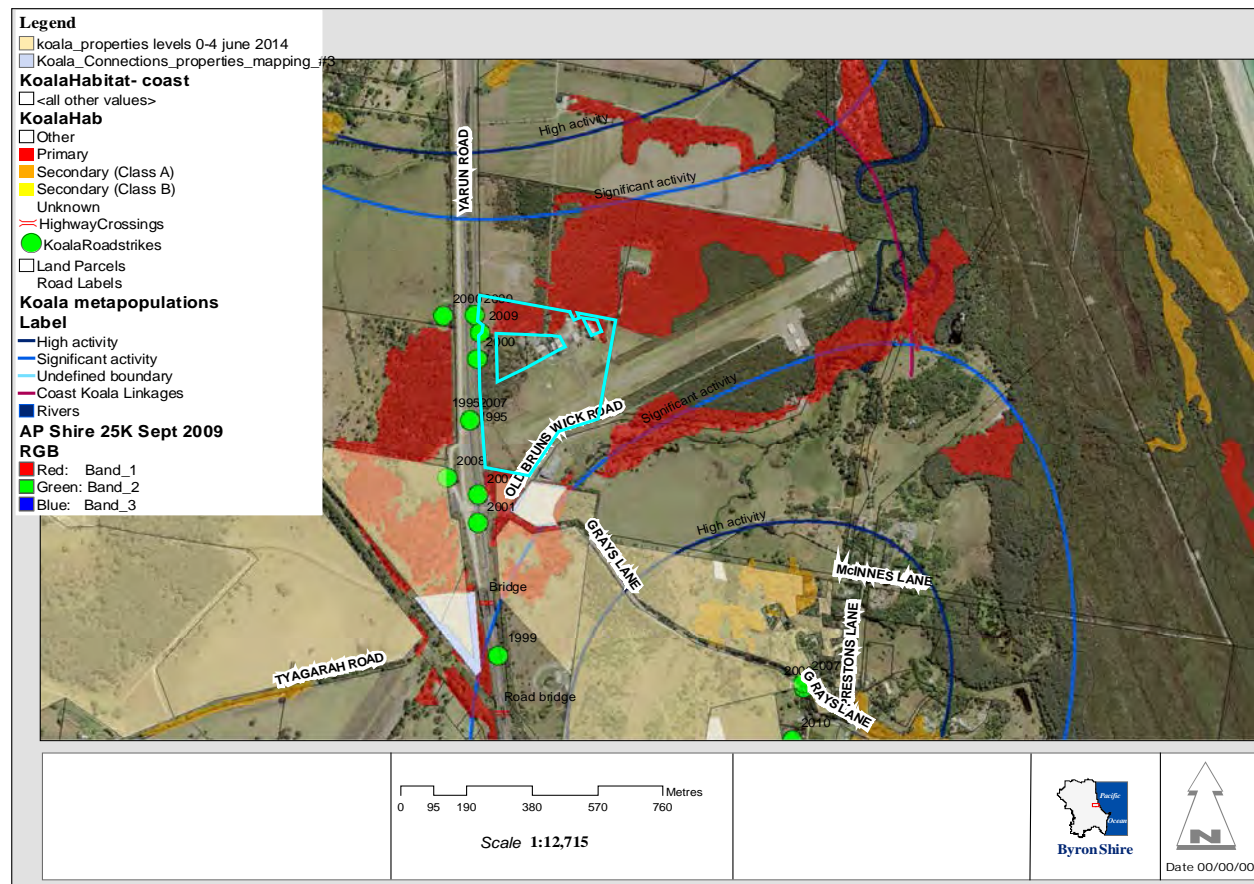 Legend
koala_properties levels 0-4 june 2014
Koala_Connections_properties_mapping_#3
KoalaHabitat- coast
<all other values>
KoalaHab
Other
Primary
Secondary (Class A)
Secondary (Class B)
Unknown
HighwayCrossings
KoalaRoadstrikes
Land Parcels
Road Labels
Koala metapopulations
Label
High activity
Significant activity
Undefined boundary
Coast Koala Linkages
Rivers
AP Shire 25K Sept 2009
RGB
Red: Band_1
Green: Band_2
Blue: Band_3
YARUN ROAD
High activity
Significant activity
2009
2000
1995
2007
1995
Significant activity
OLD BRUNSWICK ROAD
2008
2001
High activity
GRAYS LANE
McINNES LANE
Bridge
PRESTONS LANE
1999
TYAGARAH ROAD
2007
GRAYS LANE
Road bridge
2010
0 95 190 380 570 760 Metres
Scale 1:12,715
Pacific
Ocean
Byron Shire
N
Date 00/00/00